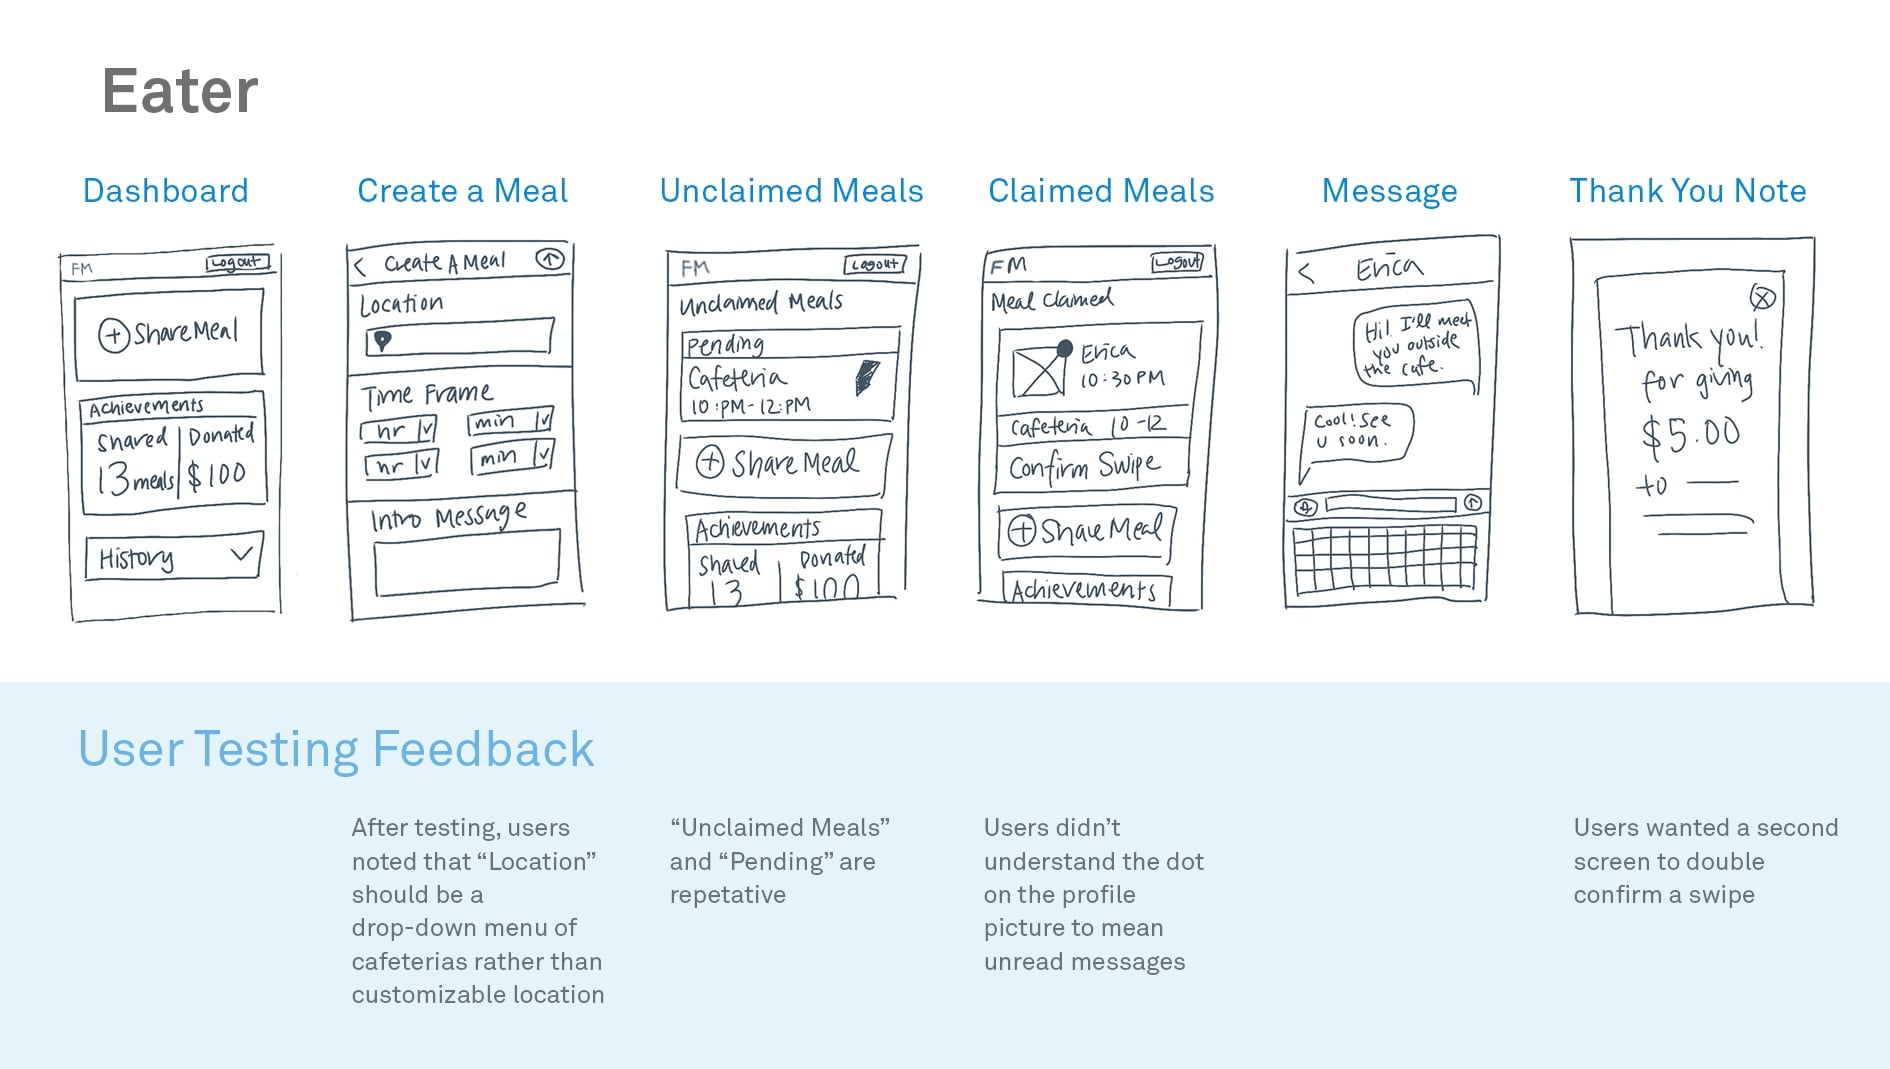 Eater
Dashboard
FM
Logout
Share Meal
Achievements
Shared
Donated
13 meals
$100
History
Create a Meal
Create A Meal
Location
Time Frame
hr
min
hr
min
Intro Message
Unclaimed Meals
FM
Logout
Unclaimed Meals
Pending
Cafeteria
10:PM-12:PM
Share Meal
Achievements
Shared
Donated
13
$100
Claimed Meals
FM
Logout
Meal Claimed
Erica
10:30PM
Cafeteria 10-12
Confirm Swipe
Share Meal
Achievements
Message
Erica
Hi! I'll meet
you outside
the cafe.
Cool! See
u soon.
Thank You Note
Thank you!
for giving
$5.00
to
User Testing Feedback
After testing, users
noted that “Location”
should be a
drop-down menu of
cafeterias rather than
customizable location
“Unclaimed Meals”
and “Pending” are
repetative
Users didn’t
understand the dot
on the profile
picture to mean
unread messages
Users wanted a second
screen to double
confirm a swipe